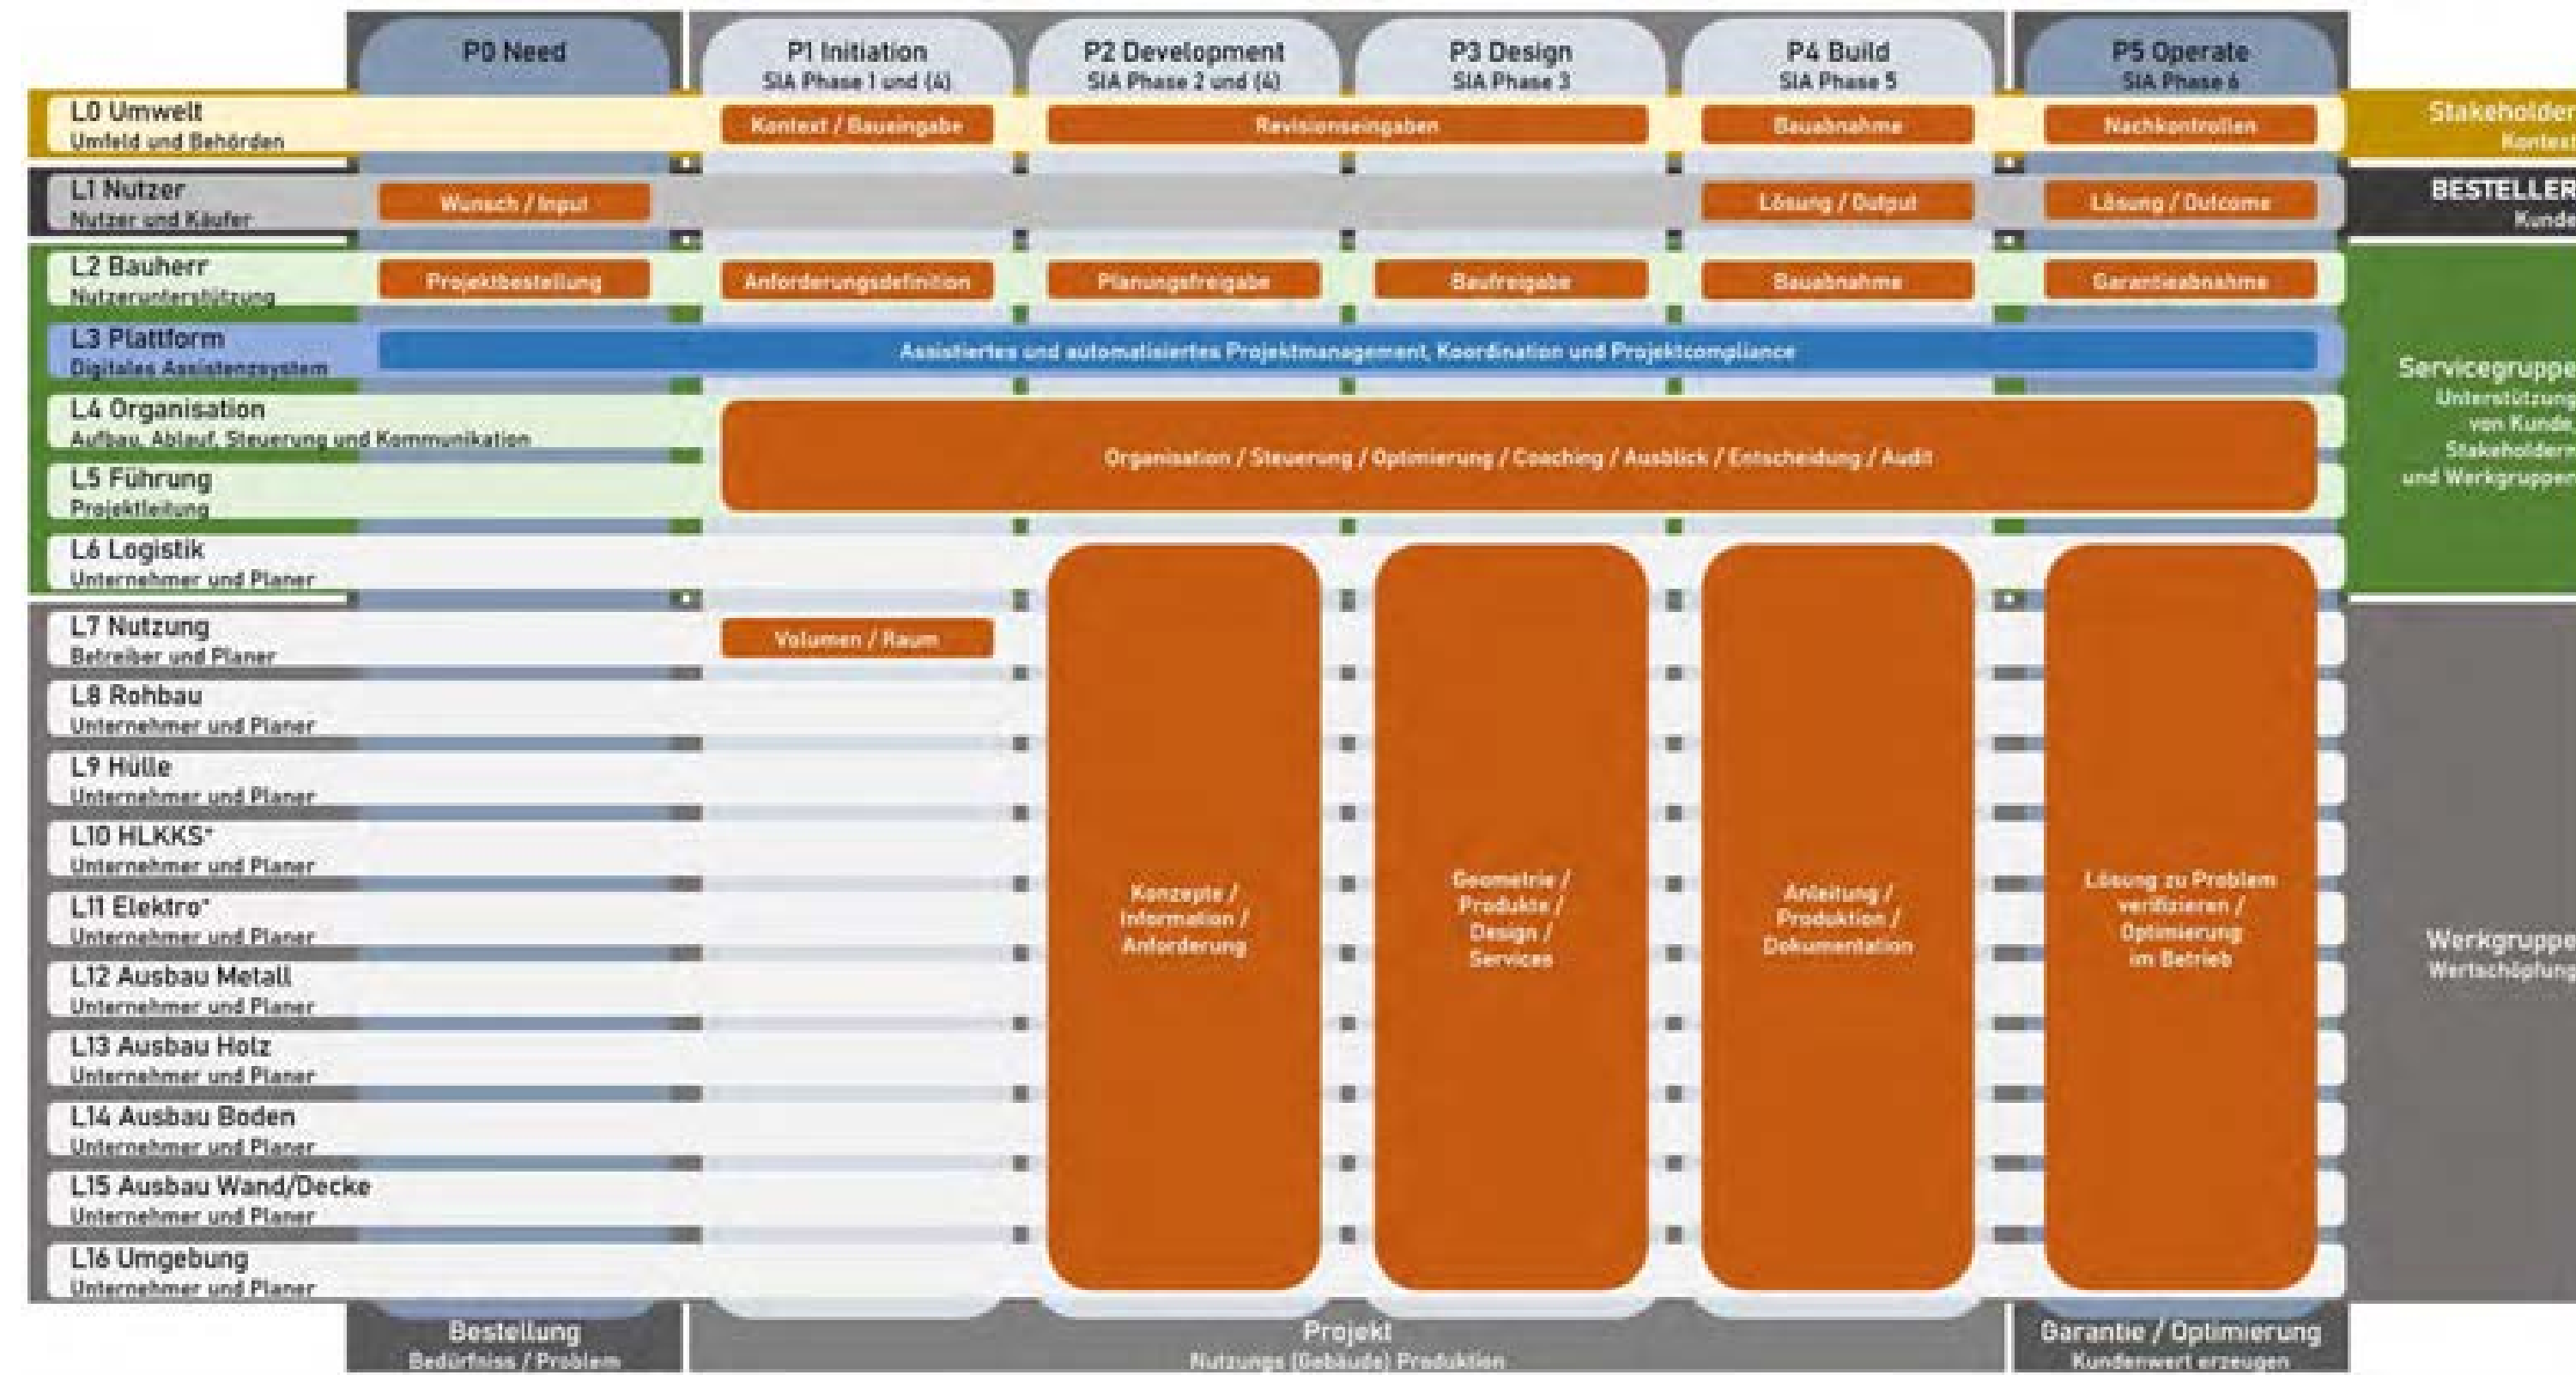 P0 Need
P1 Initiation
SIA Phase 1 und (4)
P2 Development
SIA Phase 2 und (4)
P3 Design
SIA Phase 3
P4 Build
SIA Phase 5
P5 Operate
SIA Phase 6
L0 Umwelt
Umfeld und Behörden
Kontext / Baueingabe
Revisionseingaben
Bauabnahme
Nachkontrollen
Stakeholder
Kontext
L1 Nutzer
Nutzer und Käufer
Wunsch / Input
Lösung / Output
Lösung / Outcome
BESTELLER
Kunde
L2 Bauherr
Nutzerunterstützung
Projektbestellung
Anforderungsdefinition
Planungsfreigabe
Baufreigabe
Bauabnahme
Garantieabnahme
L3 Plattform
Digitales Assistenzsystem
Assistiertes und automatisiertes Projektmanagement, Koordination und Projektcompliance
Servicegruppe
Unterstützung
von Kunde,
Stakeholdern
und Werkgruppen
L4 Organisation
Aufbau, Ablauf, Steuerung und Kommunikation
Organisation / Steuerung / Optimierung / Coaching / Ausblick / Entscheidung / Audit
L5 Führung
Projektleitung
L6 Logistik
Unternehmer und Planer
L7 Nutzung
Betreiber und Planer
Volumen / Raum
L8 Rohbau
Unternehmer und Planer
L9 Hülle
Unternehmer und Planer
L10 HLKKS*
Unternehmer und Planer
L11 Elektro*
Unternehmer und Planer
Konzepte /
Information /
Anforderung
Geometrie /
Produkte /
Design /
Services
Anleitung /
Produktion /
Dokumentation
Lösung zu Problem
verifizieren /
Optimierung
im Betrieb
Werkgruppe
Wertschöpfung
L12 Ausbau Metall
Unternehmer und Planer
L13 Ausbau Holz
Unternehmer und Planer
L14 Ausbau Boden
Unternehmer und Planer
L15 Ausbau Wand/Decke
Unternehmer und Planer
L16 Umgebung
Unternehmer und Planer
Bestellung
Bedürfniss / Problem
Projekt
Nutzungs (Gebäude) Produktion
Garantie / Optimierung
Kundenwert erzeugen